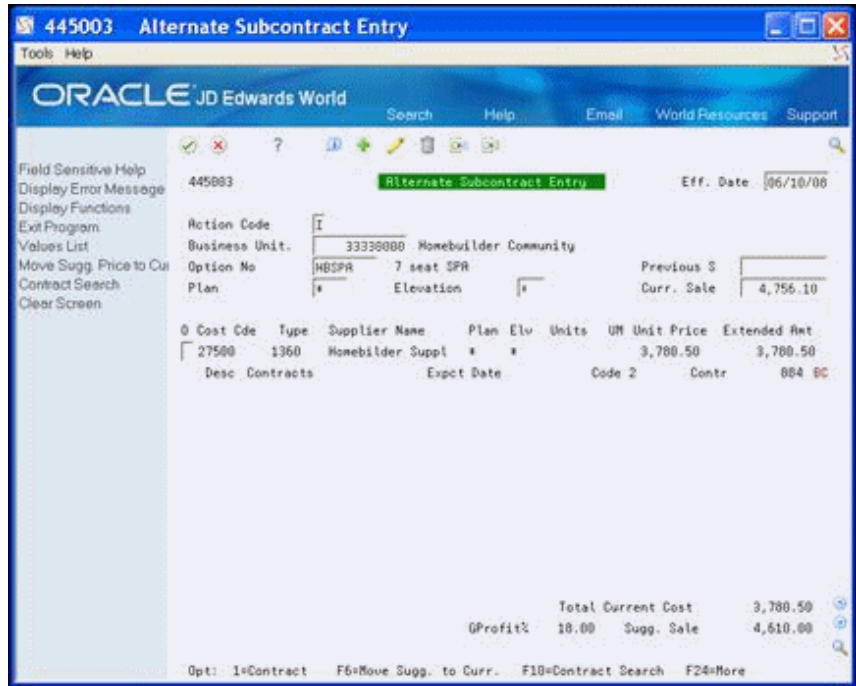 445003 Alternate Subcontract Entry
Tools Help
ORACLE JD Edwards World
Search Help Email World Resources Support
?
Field Sensitive Help
Display Error Message
Display Functions
Exit Program
Values List
Move Sugg. Price to Cur
Contract Search
Clear Screen
445003 Alternate Subcontract Entry Eff. Date 06/10/08
Action Code I
Business Unit. 33330000 Homebuilder Community
Option No HBSPA 7 seat SPA Previous S
Plan * Elevation * Curr. Sale 4,756.10
O Cost Cde Type Supplier Name Plan Elv Units UM Unit Price Extended Amt
27500 1360 Homebilder Suppl * * 3,780.50 3,780.50
Desc Contracts Expct Date Code 2 Contr 884 BC
Total Current Cost 3,780.50
GProfit% 18.00 Sugg. Sale 4,610.00
Opt: 1=Contract F6=Move Sugg. to Curr. F10=Contract Search F24=More